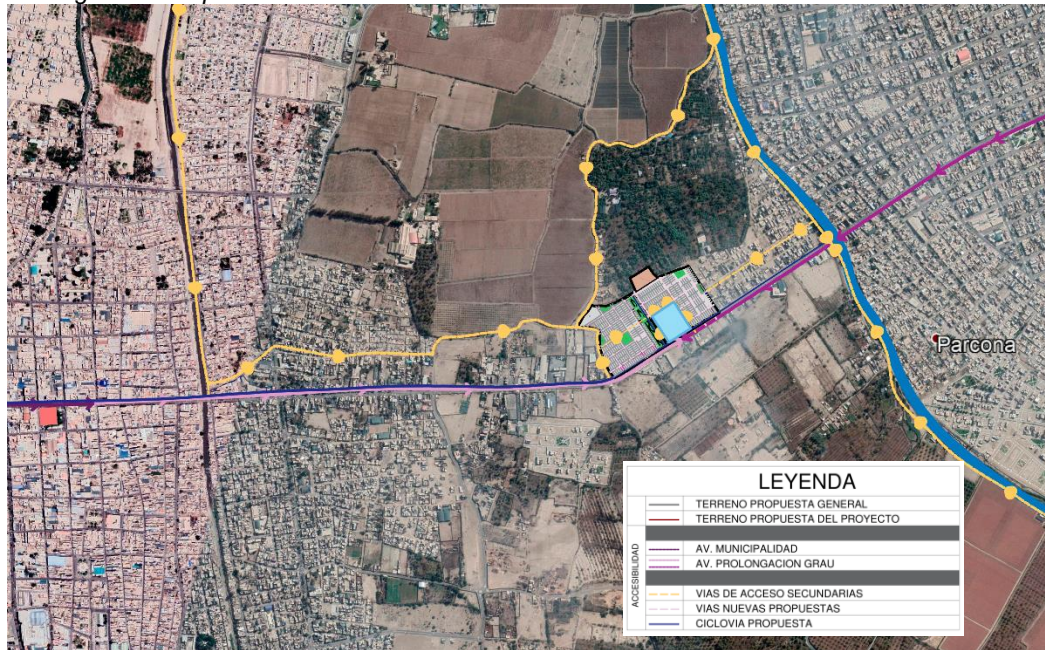 Parcona
LEYENDA
TERRENO PROPUESTA GENERAL
TERRENO PROPUESTA DEL PROYECTO
ACCESIBILIDAD
AV. MUNICIPALIDAD
AV. PROLONGACION GRAU
VIAS DE ACCESO SECUNDARIAS
VIAS NUEVAS PROPUESTAS
CICLOVIA PROPUESTA